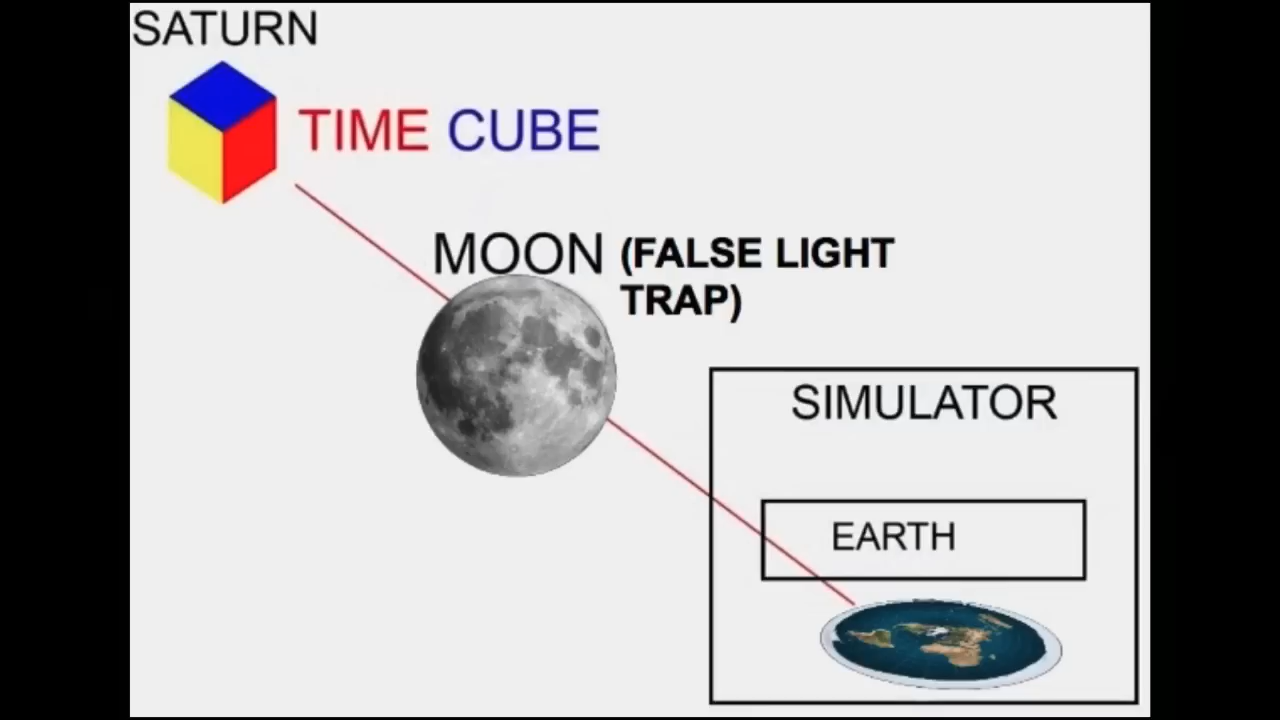 SATURN
TIME CUBE
MOON (FALSE LIGHT
TRAP)
SIMULATOR
EARTH